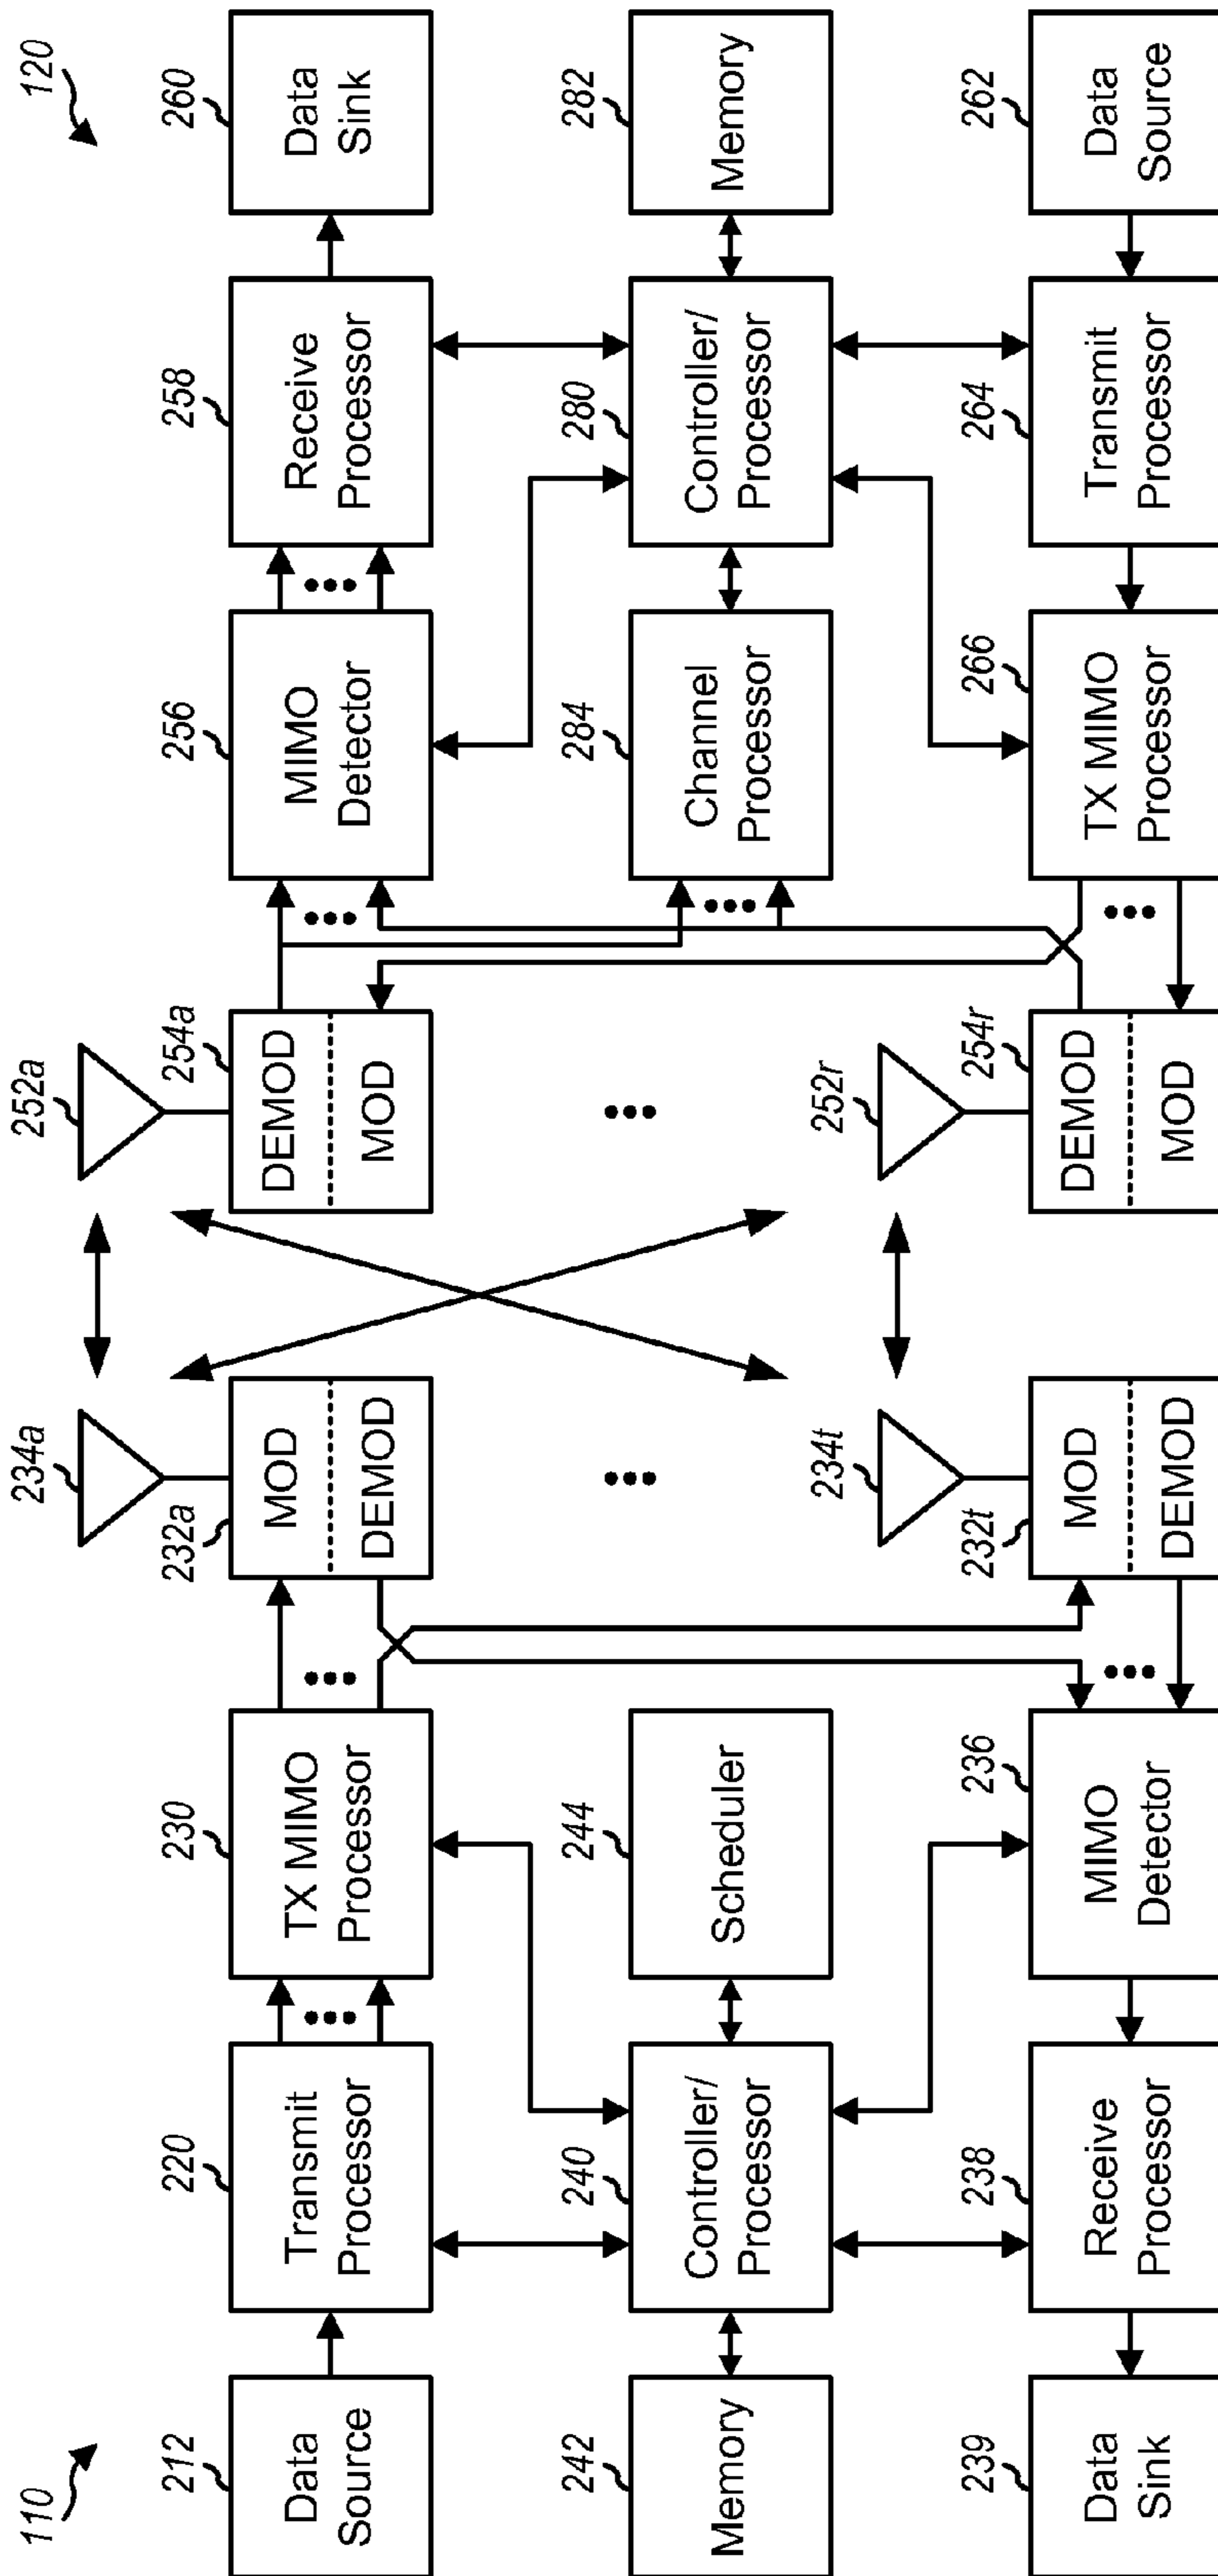 110
212
Data
Source
220
Transmit
Processor
230
TX MIMO
Processor
232a
MOD
DEMOD
234a
252a
254a
DEMOD
MOD
256
MIMO
Detector
258
Receive
Processor
260
Data
Sink
120
242
Memory
240
Controller/
Processor
244
Scheduler
284
Channel
Processor
280
Controller/
Processor
282
Memory
239
Data
Sink
238
Receive
Processor
236
MIMO
Detector
232t
MOD
DEMOD
234t
252r
254r
DEMOD
MOD
266
TX MIMO
Processor
264
Transmit
Processor
262
Data
Source